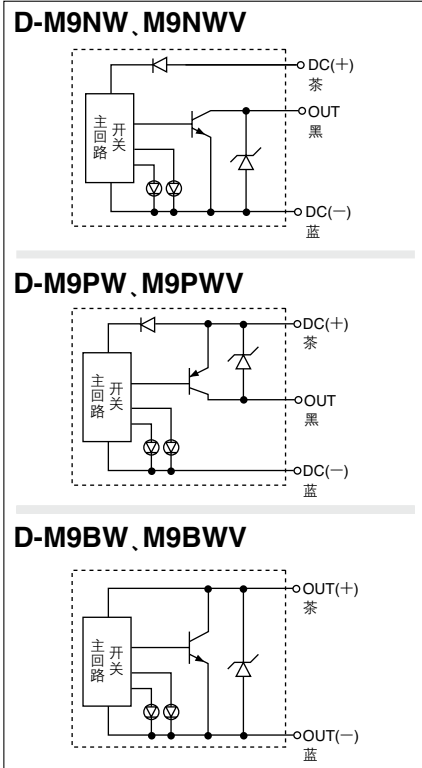 D-M9NW、M9NWV
DC(＋)
茶
OUT
黑
开关
主回路
DC(－)
蓝
D-M9PW、M9PWV
DC(＋)
茶
开关
主回路
OUT
黑
DC(－)
蓝
D-M9BW、M9BWV
OUT(＋)
茶
开关
主回路
OUT(－)
蓝